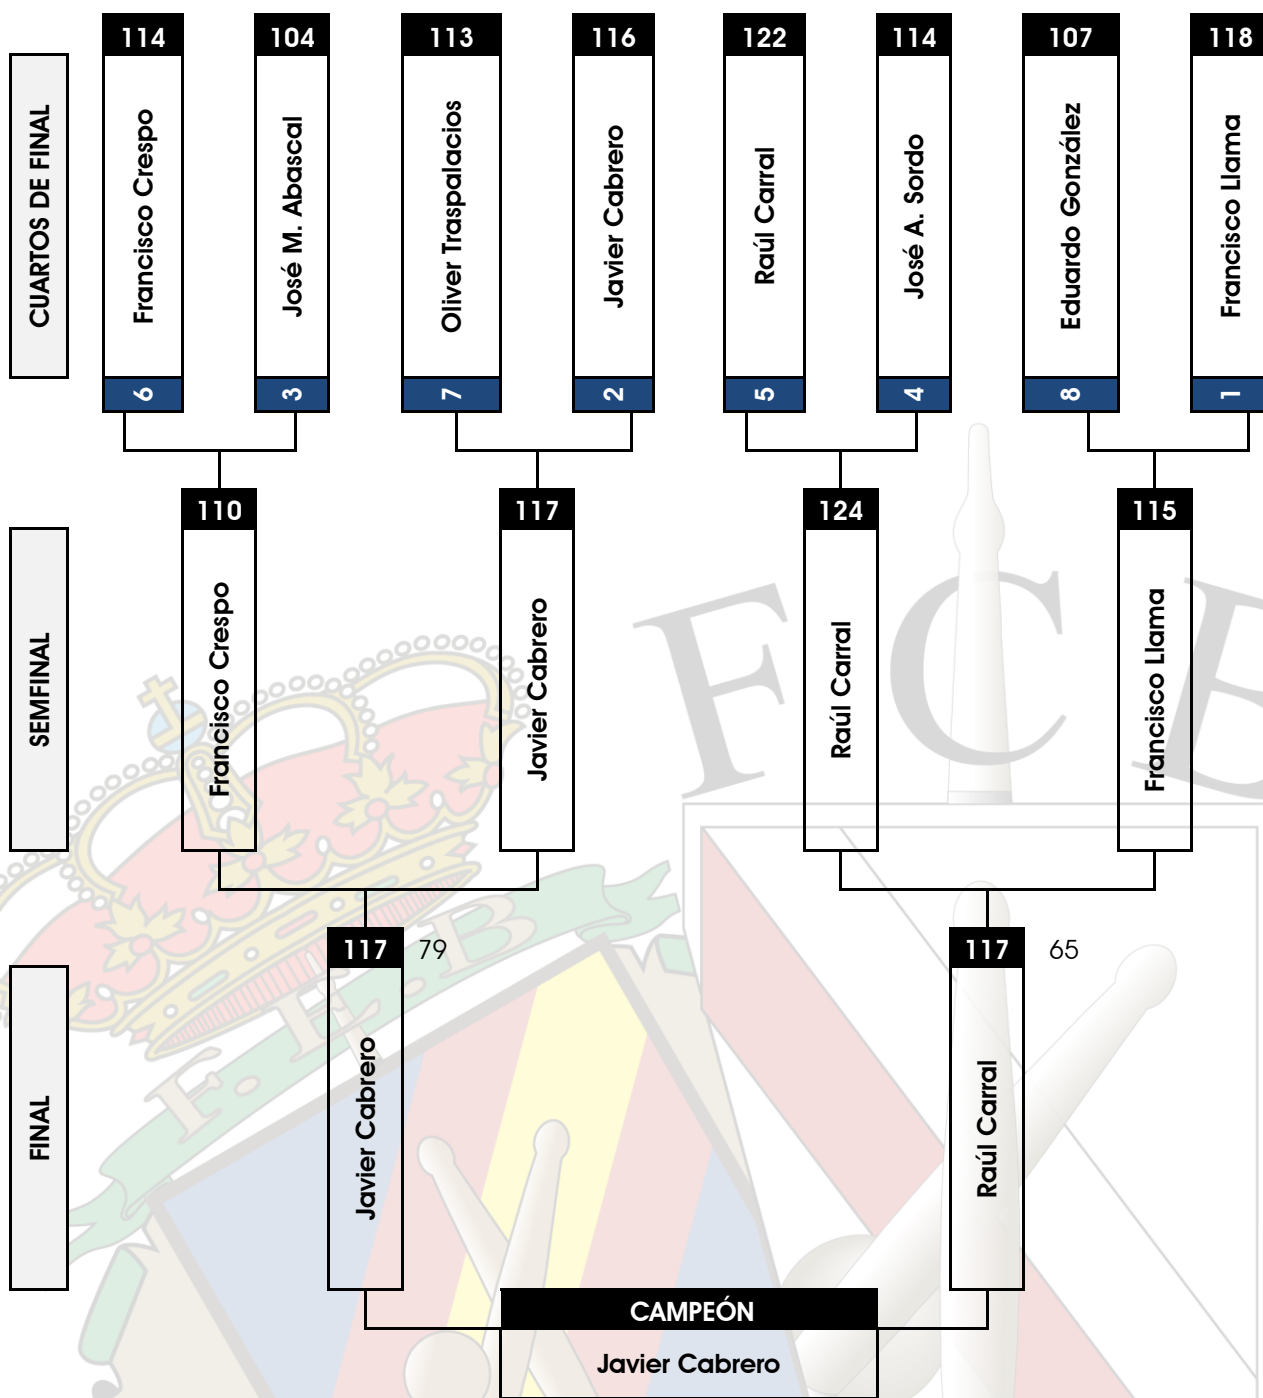 114 104 113 116 122 114 107 118
CUARTOS DE FINAL
Francisco Crespo
José M. Abascal
Oliver Traspalacios
Javier Cabrero
Raúl Carral
José A. Sordo
Eduardo González
Francisco Llama
6 3 7 2 5 4 8 1
110 117 124 115
SEMFINAL
Francisco Crespo
Javier Cabrero
Raúl Carral
Francisco Llama
F C B
117 79 117 65
F. E. B
FINAL
Javier Cabrero
Raúl Carral
CAMPEÓN
Javier Cabrero